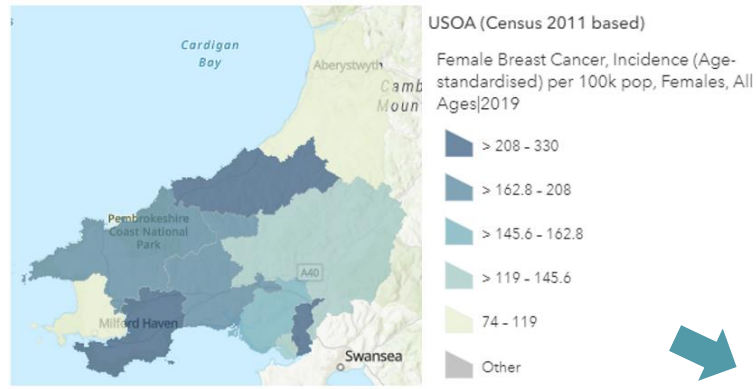 USOA (Census 2011 based)
Female Breast Cancer, Incidence (Age-
standardised) per 100k pop, Females, All
Ages|2019
> 208 - 330
> 162.8 - 208
> 145.6 - 162.8
> 119 - 145.6
74 - 119
Other
Cardigan
Bay
Aberystwyth
Camb
Moun
Pembrokeshire
Coast National
Park
A40
Milford Haven
Swansea